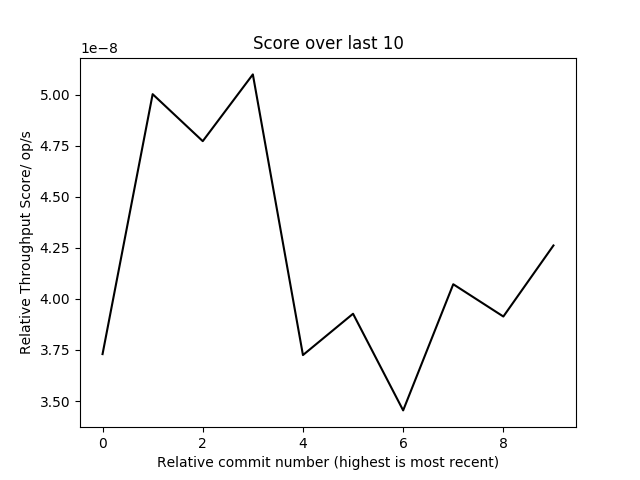 Score over last 10
1e−8
5.00
4.75
4.50
4.25
4.00
3.75
3.50
Relative Throughput Score/ op/s
0 2 4 6 8
Relative commit number (highest is most recent)